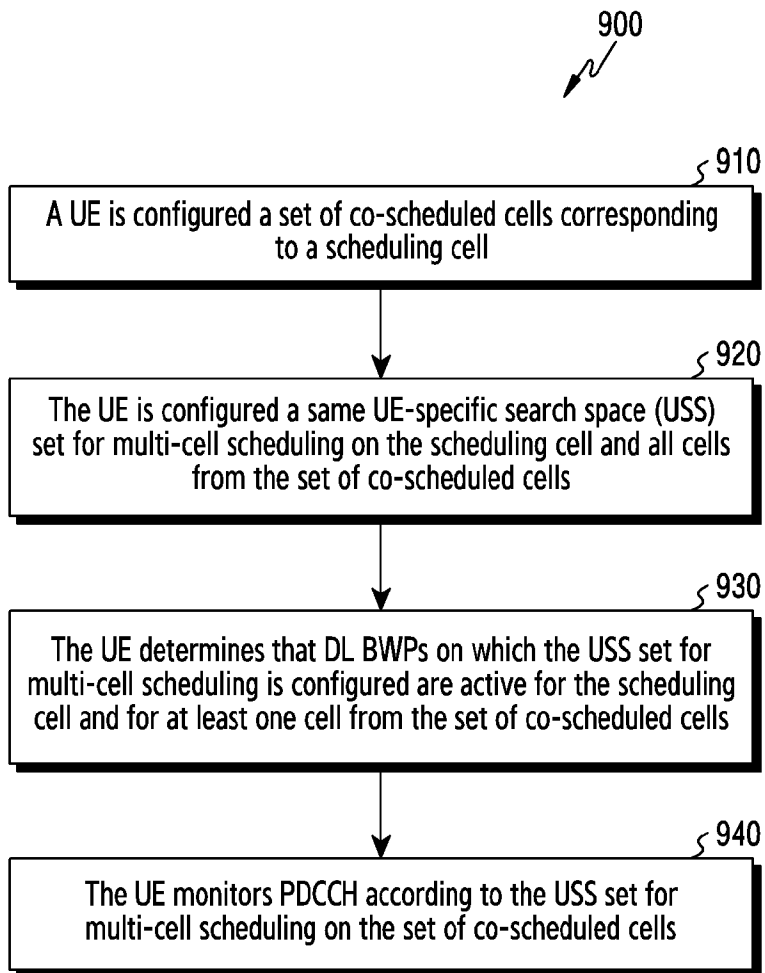 900
910
A UE is configured a set of co-scheduled cells corresponding
to a scheduling cell
920
The UE is configured a same UE-specific search space (USS)
set for multi-cell scheduling on the scheduling cell and all cells
from the set of co-scheduled cells
930
The UE determines that DL BWPs on which the USS set for
multi-cell scheduling is configured are active for the scheduling
cell and for at least one cell from the set of co-scheduled cells
940
The UE monitors PDCCH according to the USS set for
multi-cell scheduling on the set of co-scheduled cells